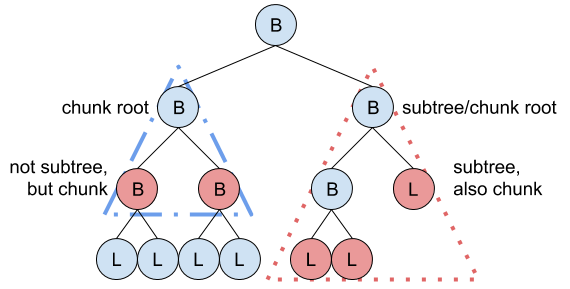 B
chunk root
B
B
subtree/chunk root
not subtree,
but chunk
B
B
B
L
subtree,
also chunk
L
L
L
L
L
L